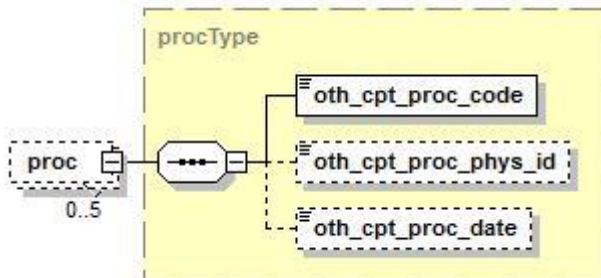 procType
oth_cpt_proc_code
proc
oth_cpt_proc_phys_id
0..5
oth_cpt_proc_date